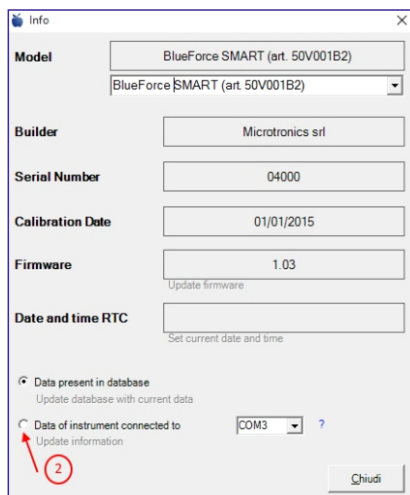 Info
Model
BlueForce SMART (art. 50V001B2)
BlueForce SMART (art. 50V001B2)
Builder
Microtronics srl
Serial Number
04000
Calibration Date
01/01/2015
Firmware
1.03
Update firmware
Date and time RTC
Set current date and time
Data present in database
Update database with current data
Data of instrument connected to COM3 ?
Update information
2
Chiudi